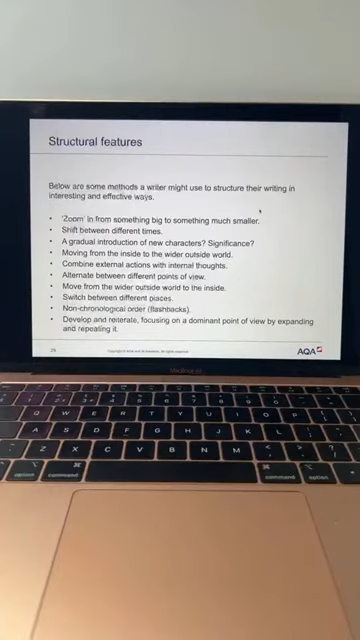 Structural features
Below are some methods a writer might use to structure their writing in
interesting and effective ways.
• 'Zoom' in from something big to something much smaller.
• Shift between different times.
• A gradual introduction of new characters? Significance?
• Moving from the inside to the wider outside world.
• Combine external actions with internal thoughts.
• Alternate between different points of view.
• Move from the wider outside world to the inside.
• Switch between different places.
• Non-chronological order (flashbacks).
• Develop and reiterate, focusing on a dominant point of view by expanding
and repeating it.
AQA
MacBook Air
Q W E R T Y U I O P
A S D F G H J K L
Z X C V B N M
option command command option